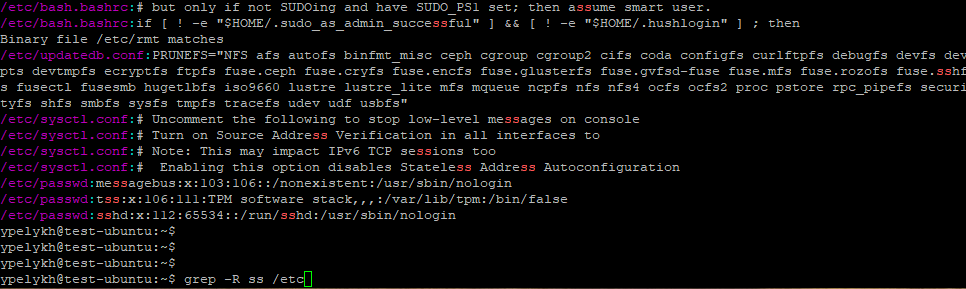 /etc/bash.bashrc:# but only if not SUDOing and have SUDO_PS1 set; then assume smart user.
/etc/bash.bashrc:if [ ! -e "$HOME/.sudo_as_admin_successful" ] && [ ! -e "$HOME/.hushlogin" ] ; then
Binary file /etc/rmt matches
/etc/updatedb.conf:PRUNEFS="NFS afs autofs binfmt_misc ceph cgroup cgroup2 cifs coda configfs curlftpfs debugfs devfs dev
pts devtmpfs ecryptfs ftpfs fuse.ceph fuse.cryfs fuse.encfs fuse.glusterfs fuse.gvfsd-fuse fuse.mfs fuse.rozofs fuse.sshf
s fusectl fusesmb hugetlbfs iso9660 lustre lustre_lite mfs mqueue ncpfs nfs nfs4 ocfs ocfs2 proc pstore rpc_pipefs securi
tyfs shfs smbfs sysfs tmpfs tracefs udev udf usbfs"
/etc/sysctl.conf:# Uncomment the following to stop low-level messages on console
/etc/sysctl.conf:# Turn on Source Address Verification in all interfaces to
/etc/sysctl.conf:# Note: This may impact IPv6 TCP sessions too
/etc/sysctl.conf:#  Enabling this option disables Stateless Address Autoconfiguration
/etc/passwd:messagebus:x:103:106::/nonexistent:/usr/sbin/nologin
/etc/passwd:tss:x:106:111:TPM software stack,,,:/var/lib/tpm:/bin/false
/etc/passwd:sshd:x:112:65534::/run/sshd:/usr/sbin/nologin
ypelykh@test-ubuntu:~$
ypelykh@test-ubuntu:~$
ypelykh@test-ubuntu:~$
ypelykh@test-ubuntu:~$ grep -R ss /etc